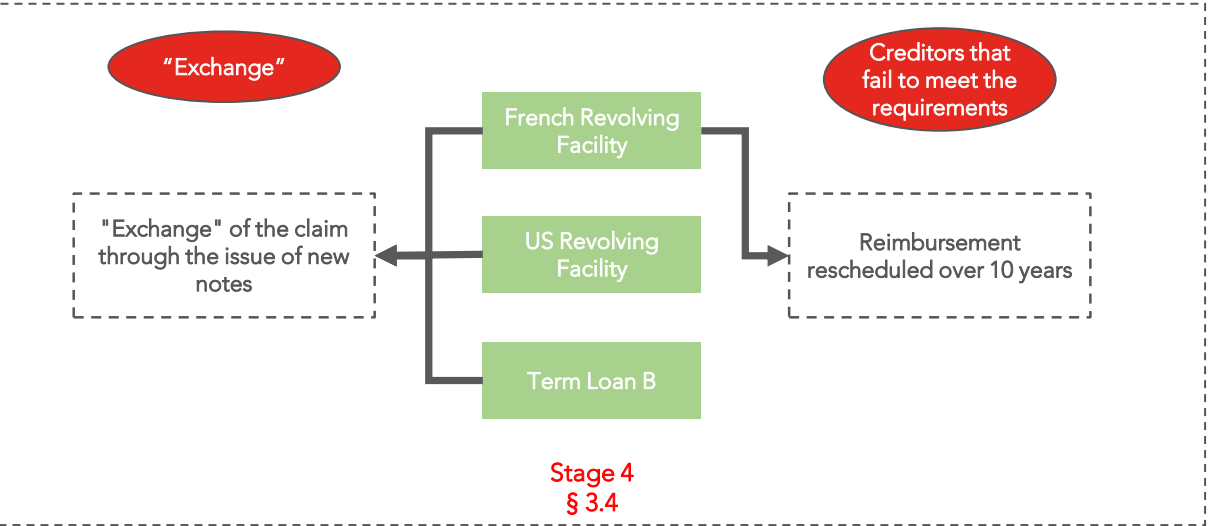 “Exchange”
Creditors that
fail to meet the
requirements
French Revolving
Facility
"Exchange" of the claim
through the issue of new
notes
US Revolving
Facility
Reimbursement
rescheduled over 10 years
Term Loan B
Stage 4
§ 3.4